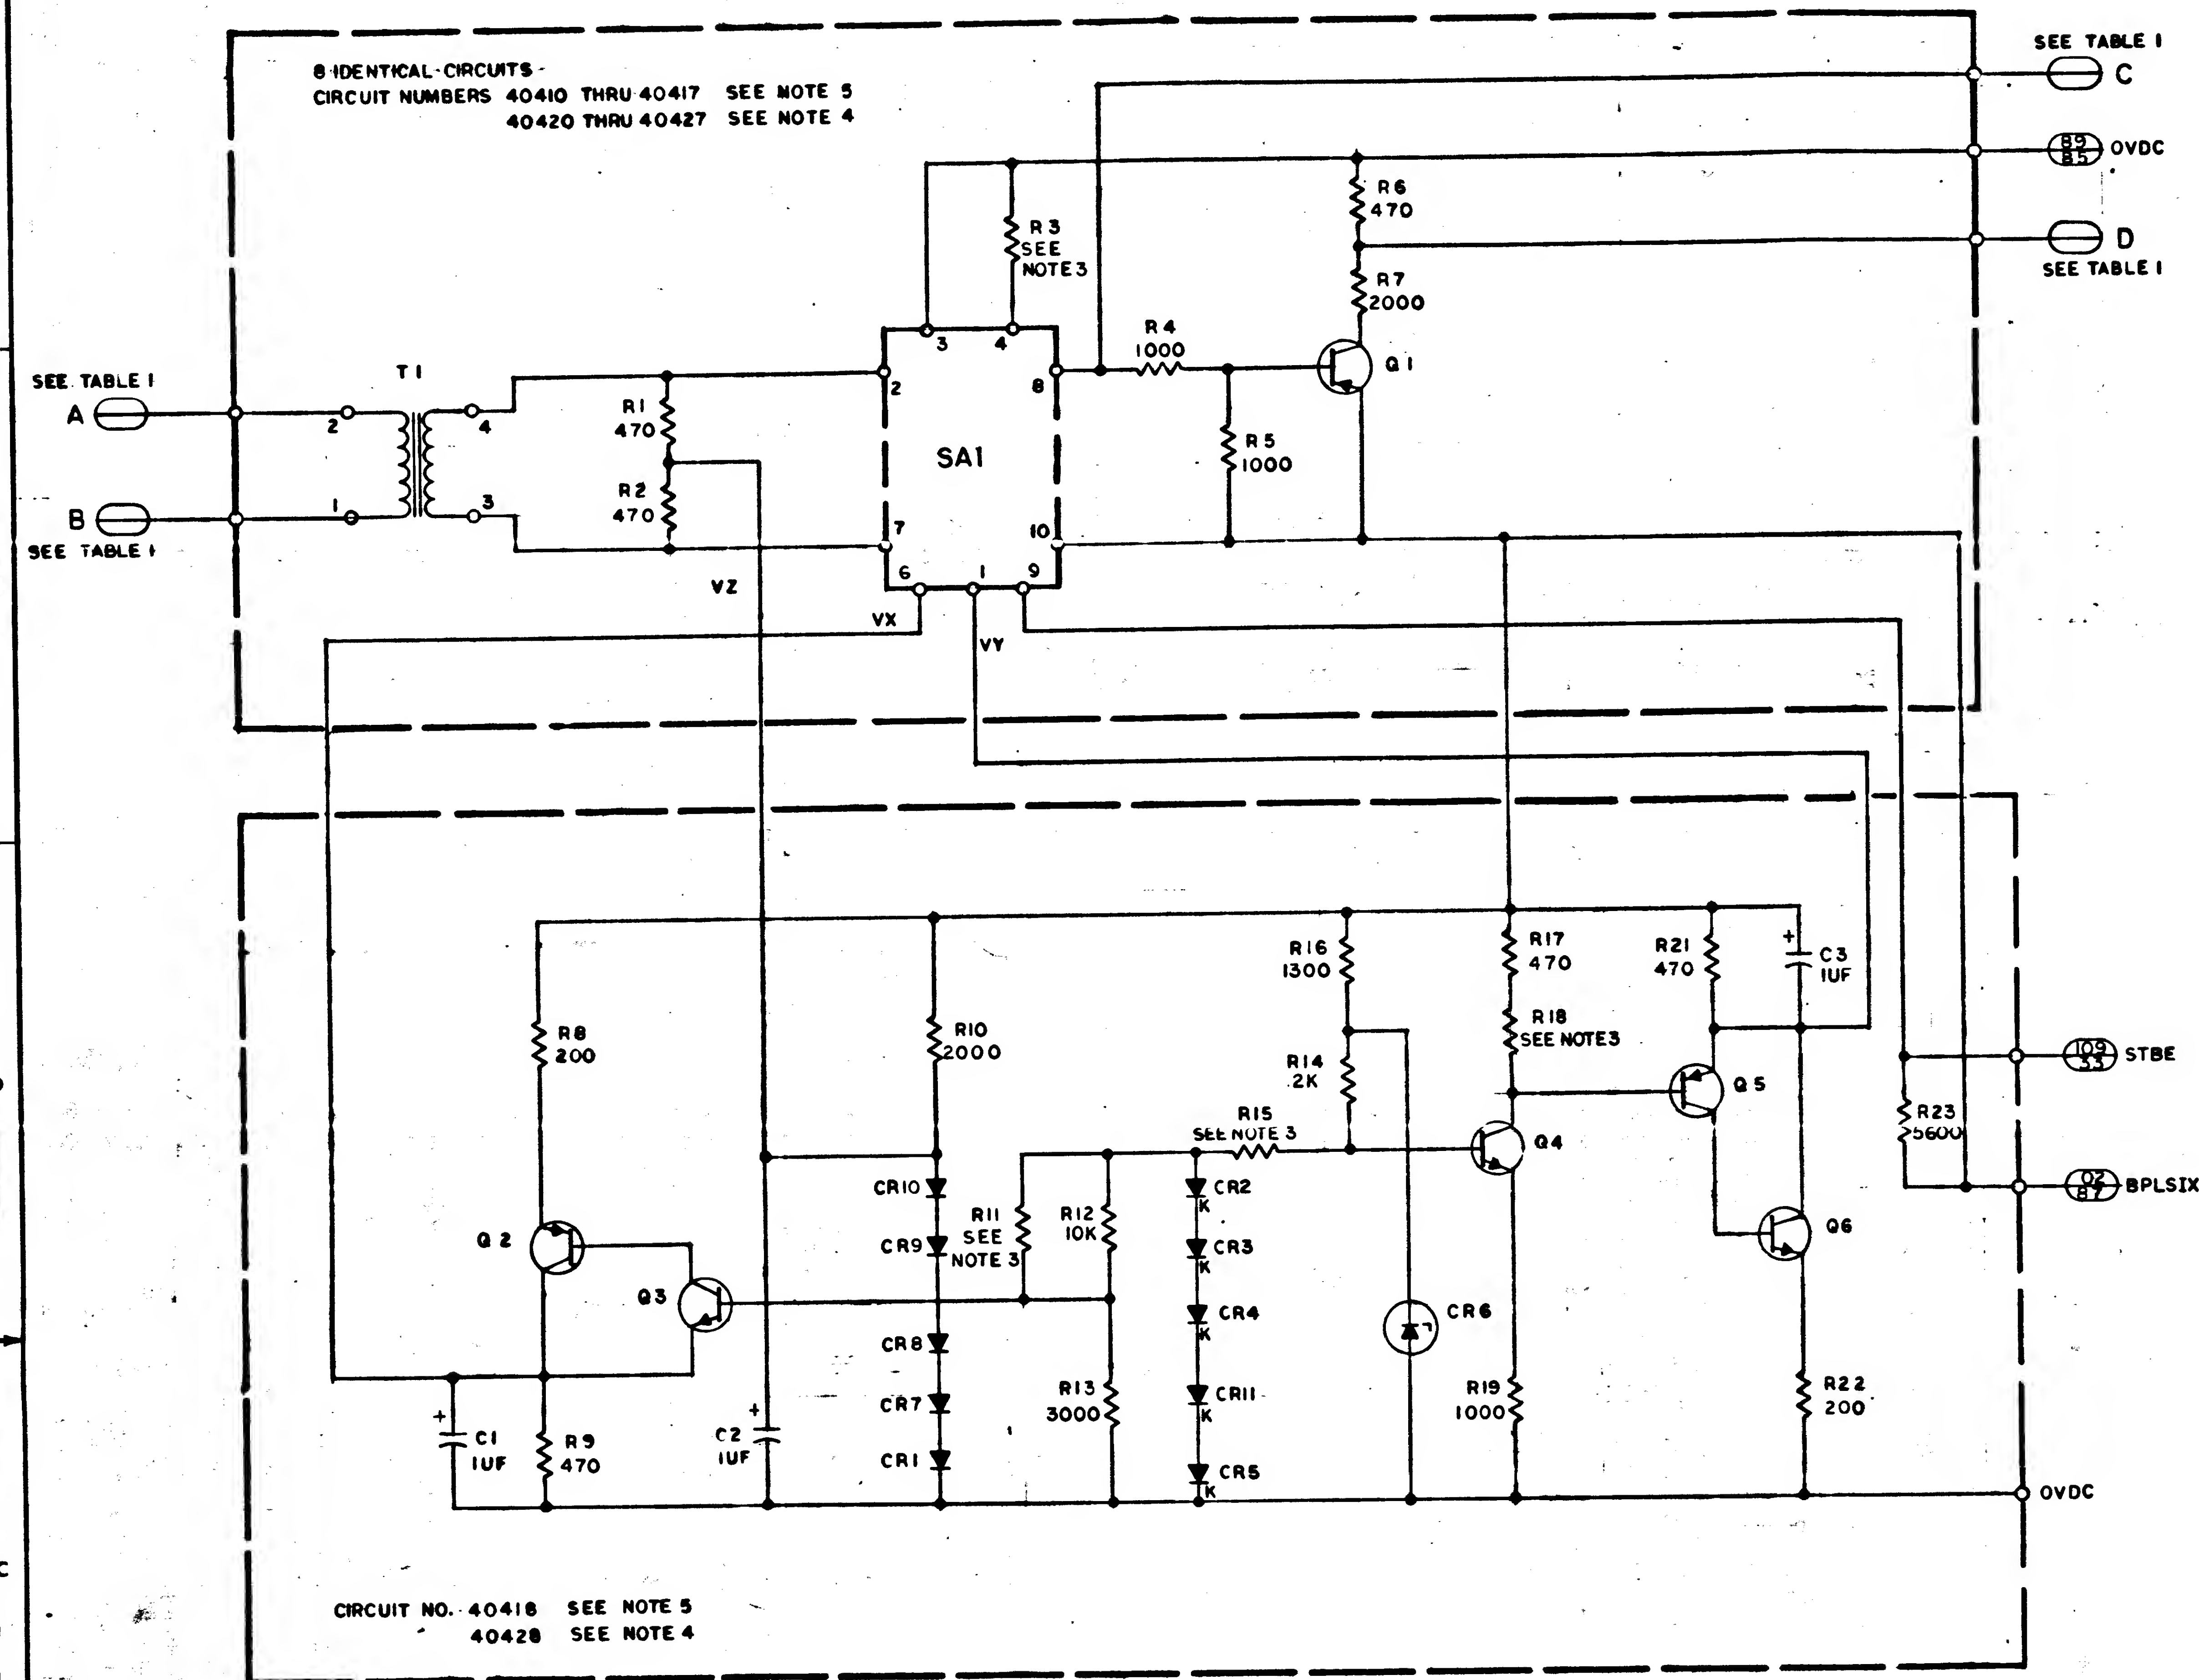 8 IDENTICAL CIRCUITS
CIRCUIT NUMBERS 40410 THRU 40417 SEE NOTE 5
40420 THRU 40427 SEE NOTE 4
SEE TABLE I
C
89
85
OVDC
D
SEE TABLE I
R6
470
R7
2000
R3
SEE
NOTE 3
R4
1000
Q1
R5
1000
SEE TABLE I
A
B
SEE TABLE I
T1
2
1
4
3
R1
470
R2
470
SA1
2
3
4
8
7
10
6
1
9
VZ
VX
VY
R8
200
R10
2000
R16
1300
R17
470
R21
470
+
C3
1UF
R14
.2K
R18
SEE NOTE 3
R15
SEE NOTE 3
Q5
Q4
109
33
STBE
R23
5600
02
87
BPLSIX
Q2
Q3
CR10
CR9
CR8
CR7
CR1
R11
SEE
NOTE 3
R12
10K
R13
3000
CR2
K
CR3
K
CR4
K
CR11
K
CR5
K
CR6
Q6
R19
1000
R22
200
+
C1
1UF
R9
470
+
C2
1UF
OVDC
C
CIRCUIT NO. 40418 SEE NOTE 5
40428 SEE NOTE 4